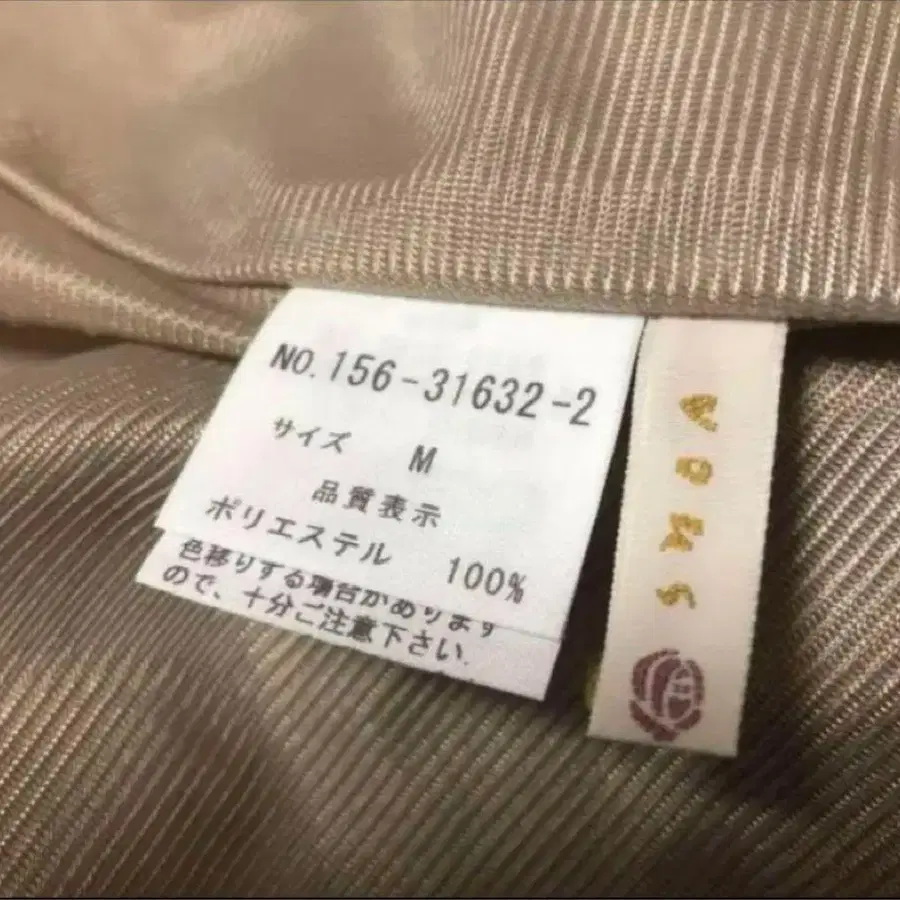 NO.156-31632-2
サイズ M
品質表示
ポリエステル 100%
色移りする場合があります
ので、十分ご注意下さい.